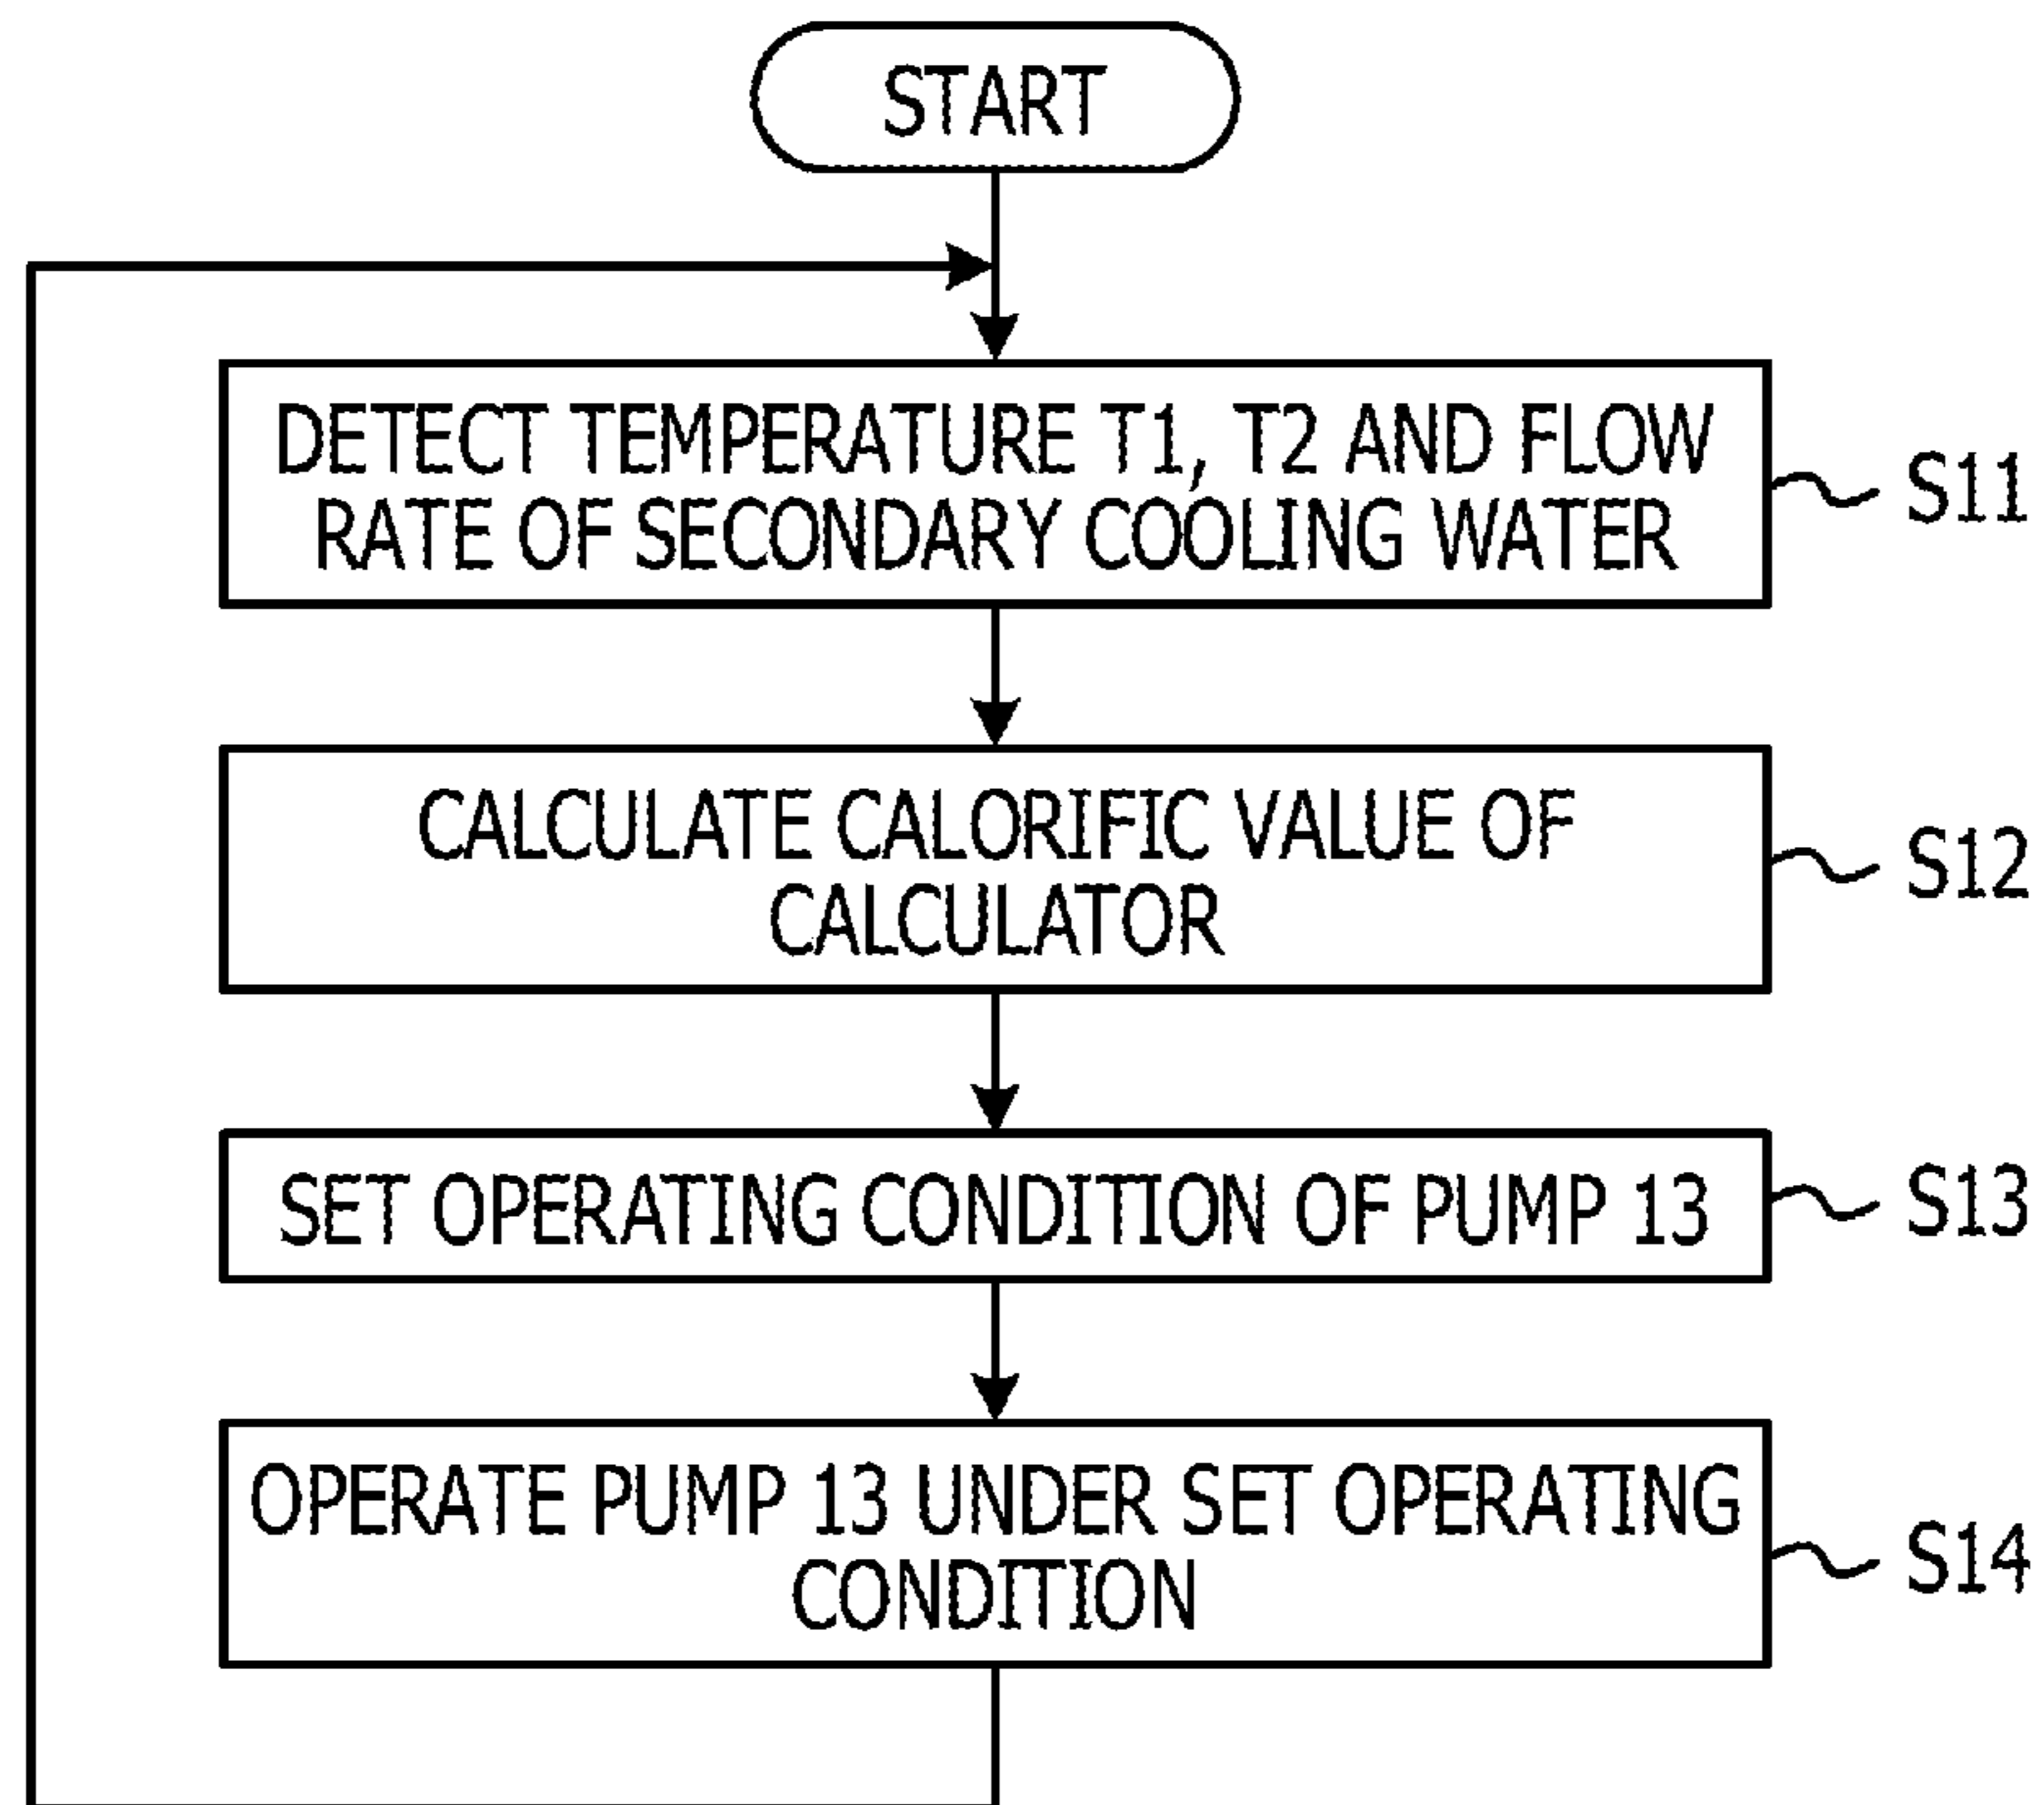 START
DETECT TEMPERATURE T1, T2 AND FLOW
RATE OF SECONDARY COOLING WATER
S11
CALCULATE CALORIFIC VALUE OF
CALCULATOR
S12
SET OPERATING CONDITION OF PUMP 13
S13
OPERATE PUMP 13 UNDER SET OPERATING
CONDITION
S14